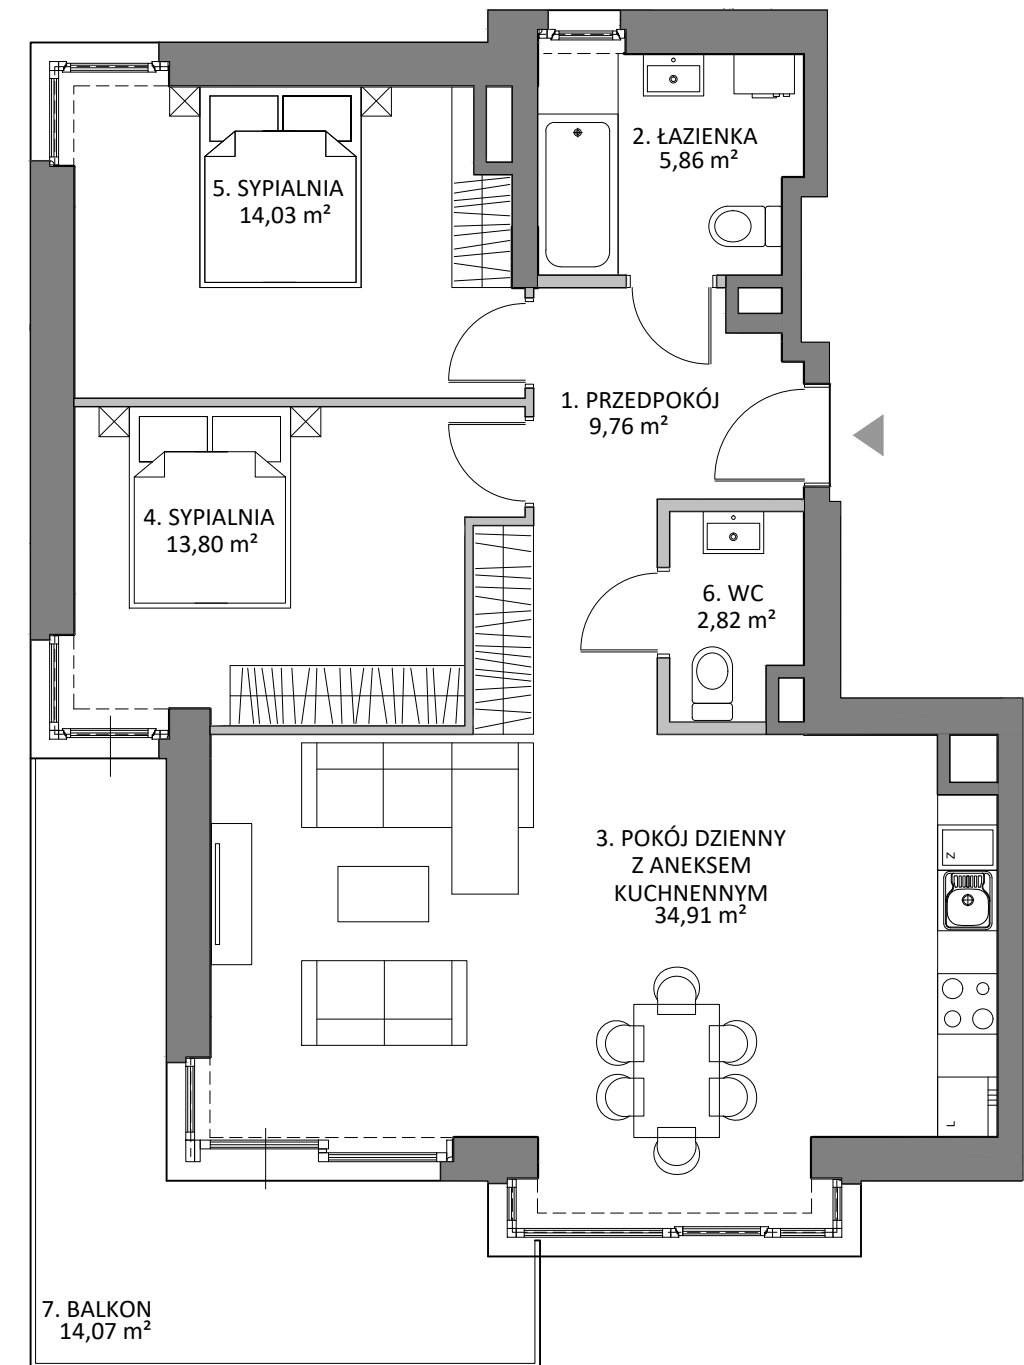 2. ŁAZIENKA
5,86 m²
5. SYPIALNIA
14,03 m²
1. PRZEDPOKÓJ
9,76 m²
4. SYPIALNIA
13,80 m²
6. WC
2,82 m²
3. POKÓJ DZIENNY
Z ANEKSEM
KUCHNENNYM
34,91 m²
Z
L
7. BALKON
14,07 m²